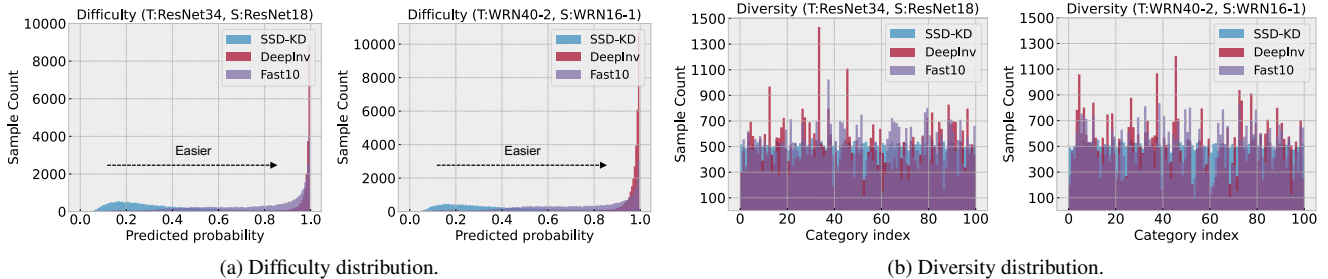 Difficulty (T:ResNet34, S:ResNet18)
Sample Count
10000
8000
6000
4000
2000
0
SSD-KD
DeepInv
Fast10
Easier
0.0 0.2 0.4 0.6 0.8 1.0
Predicted probability
Difficulty (T:WRN40-2, S:WRN16-1)
Sample Count
10000
8000
6000
4000
2000
0
SSD-KD
DeepInv
Fast10
Easier
0.0 0.2 0.4 0.6 0.8 1.0
Predicted probability
(a) Difficulty distribution.
Diversity (T:ResNet34, S:ResNet18)
Sample Count
1500
1300
1100
900
700
500
300
100
SSD-KD
DeepInv
Fast10
0 20 40 60 80 100
Category index
Diversity (T:WRN40-2, S:WRN16-1)
Sample Count
1500
1300
1100
900
700
500
300
100
SSD-KD
DeepInv
Fast10
0 20 40 60 80 100
Category index
(b) Diversity distribution.